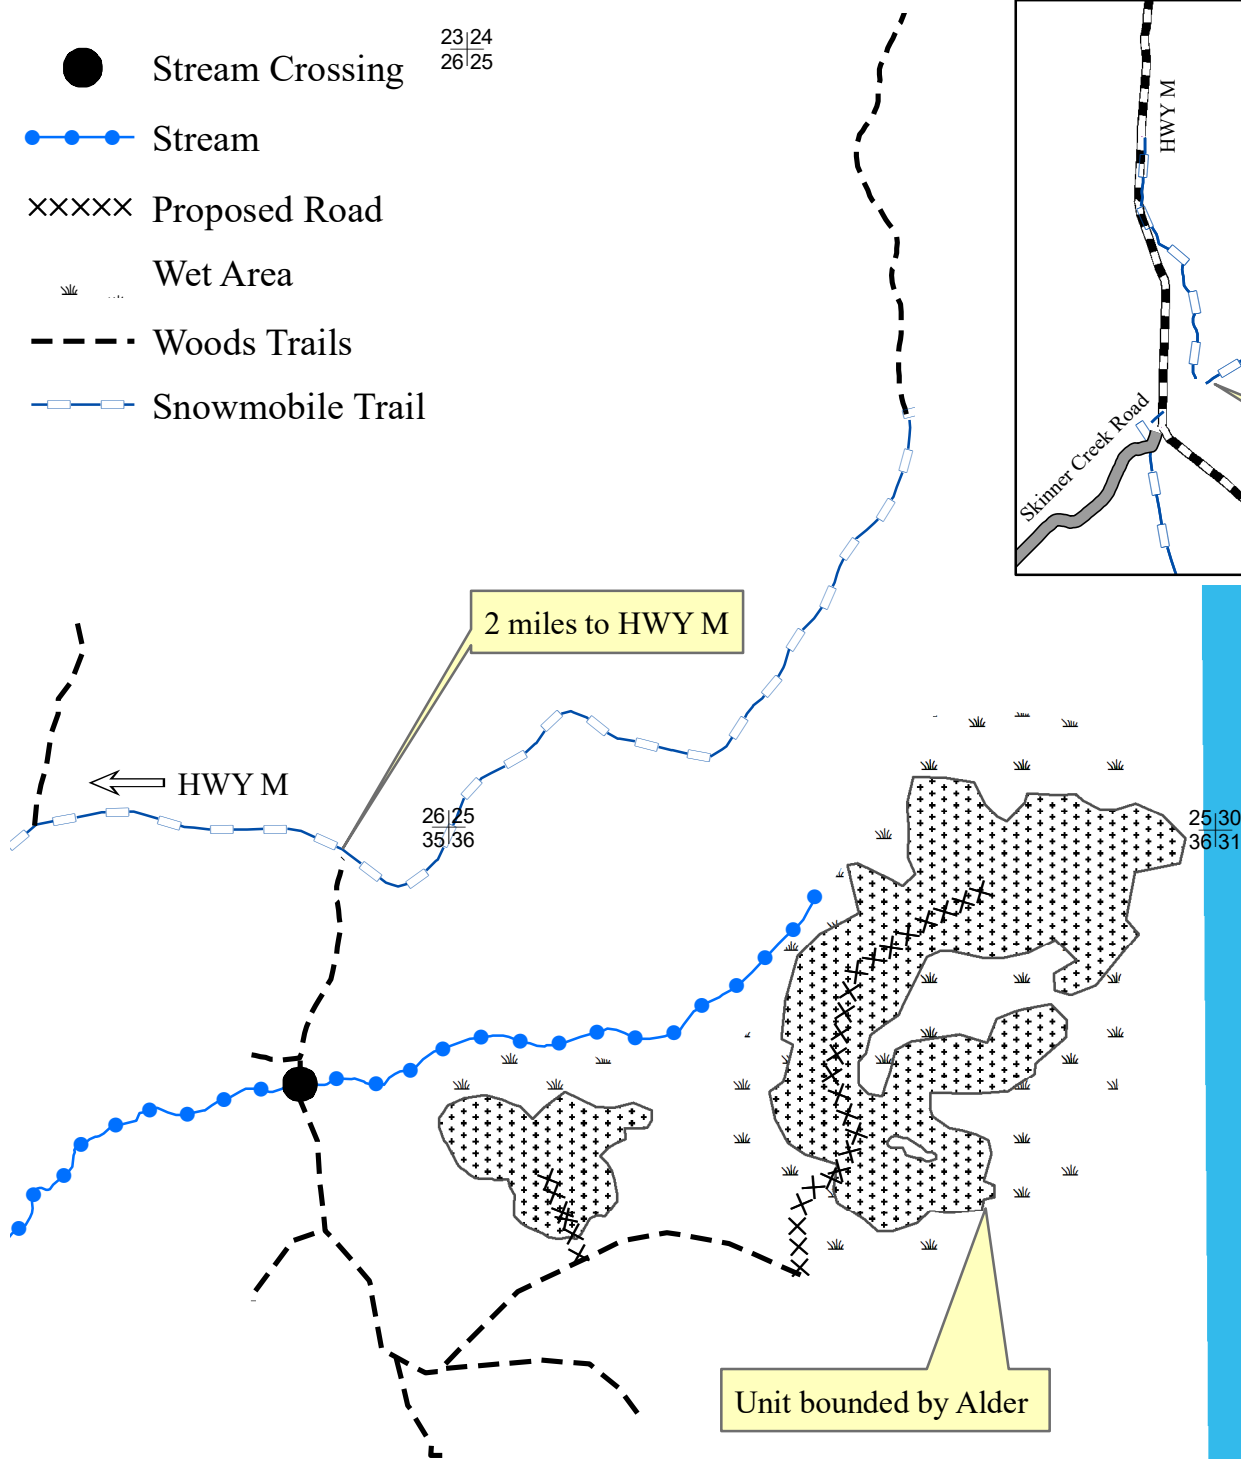 23 24
26 25
Stream Crossing
Stream
Proposed Road
Wet Area
Woods Trails
Snowmobile Trail
HWY M
Skinner Creek Road
2 miles to HWY M
HWY M
26 25
35 36
25 30
36 31
Unit bounded by Alder